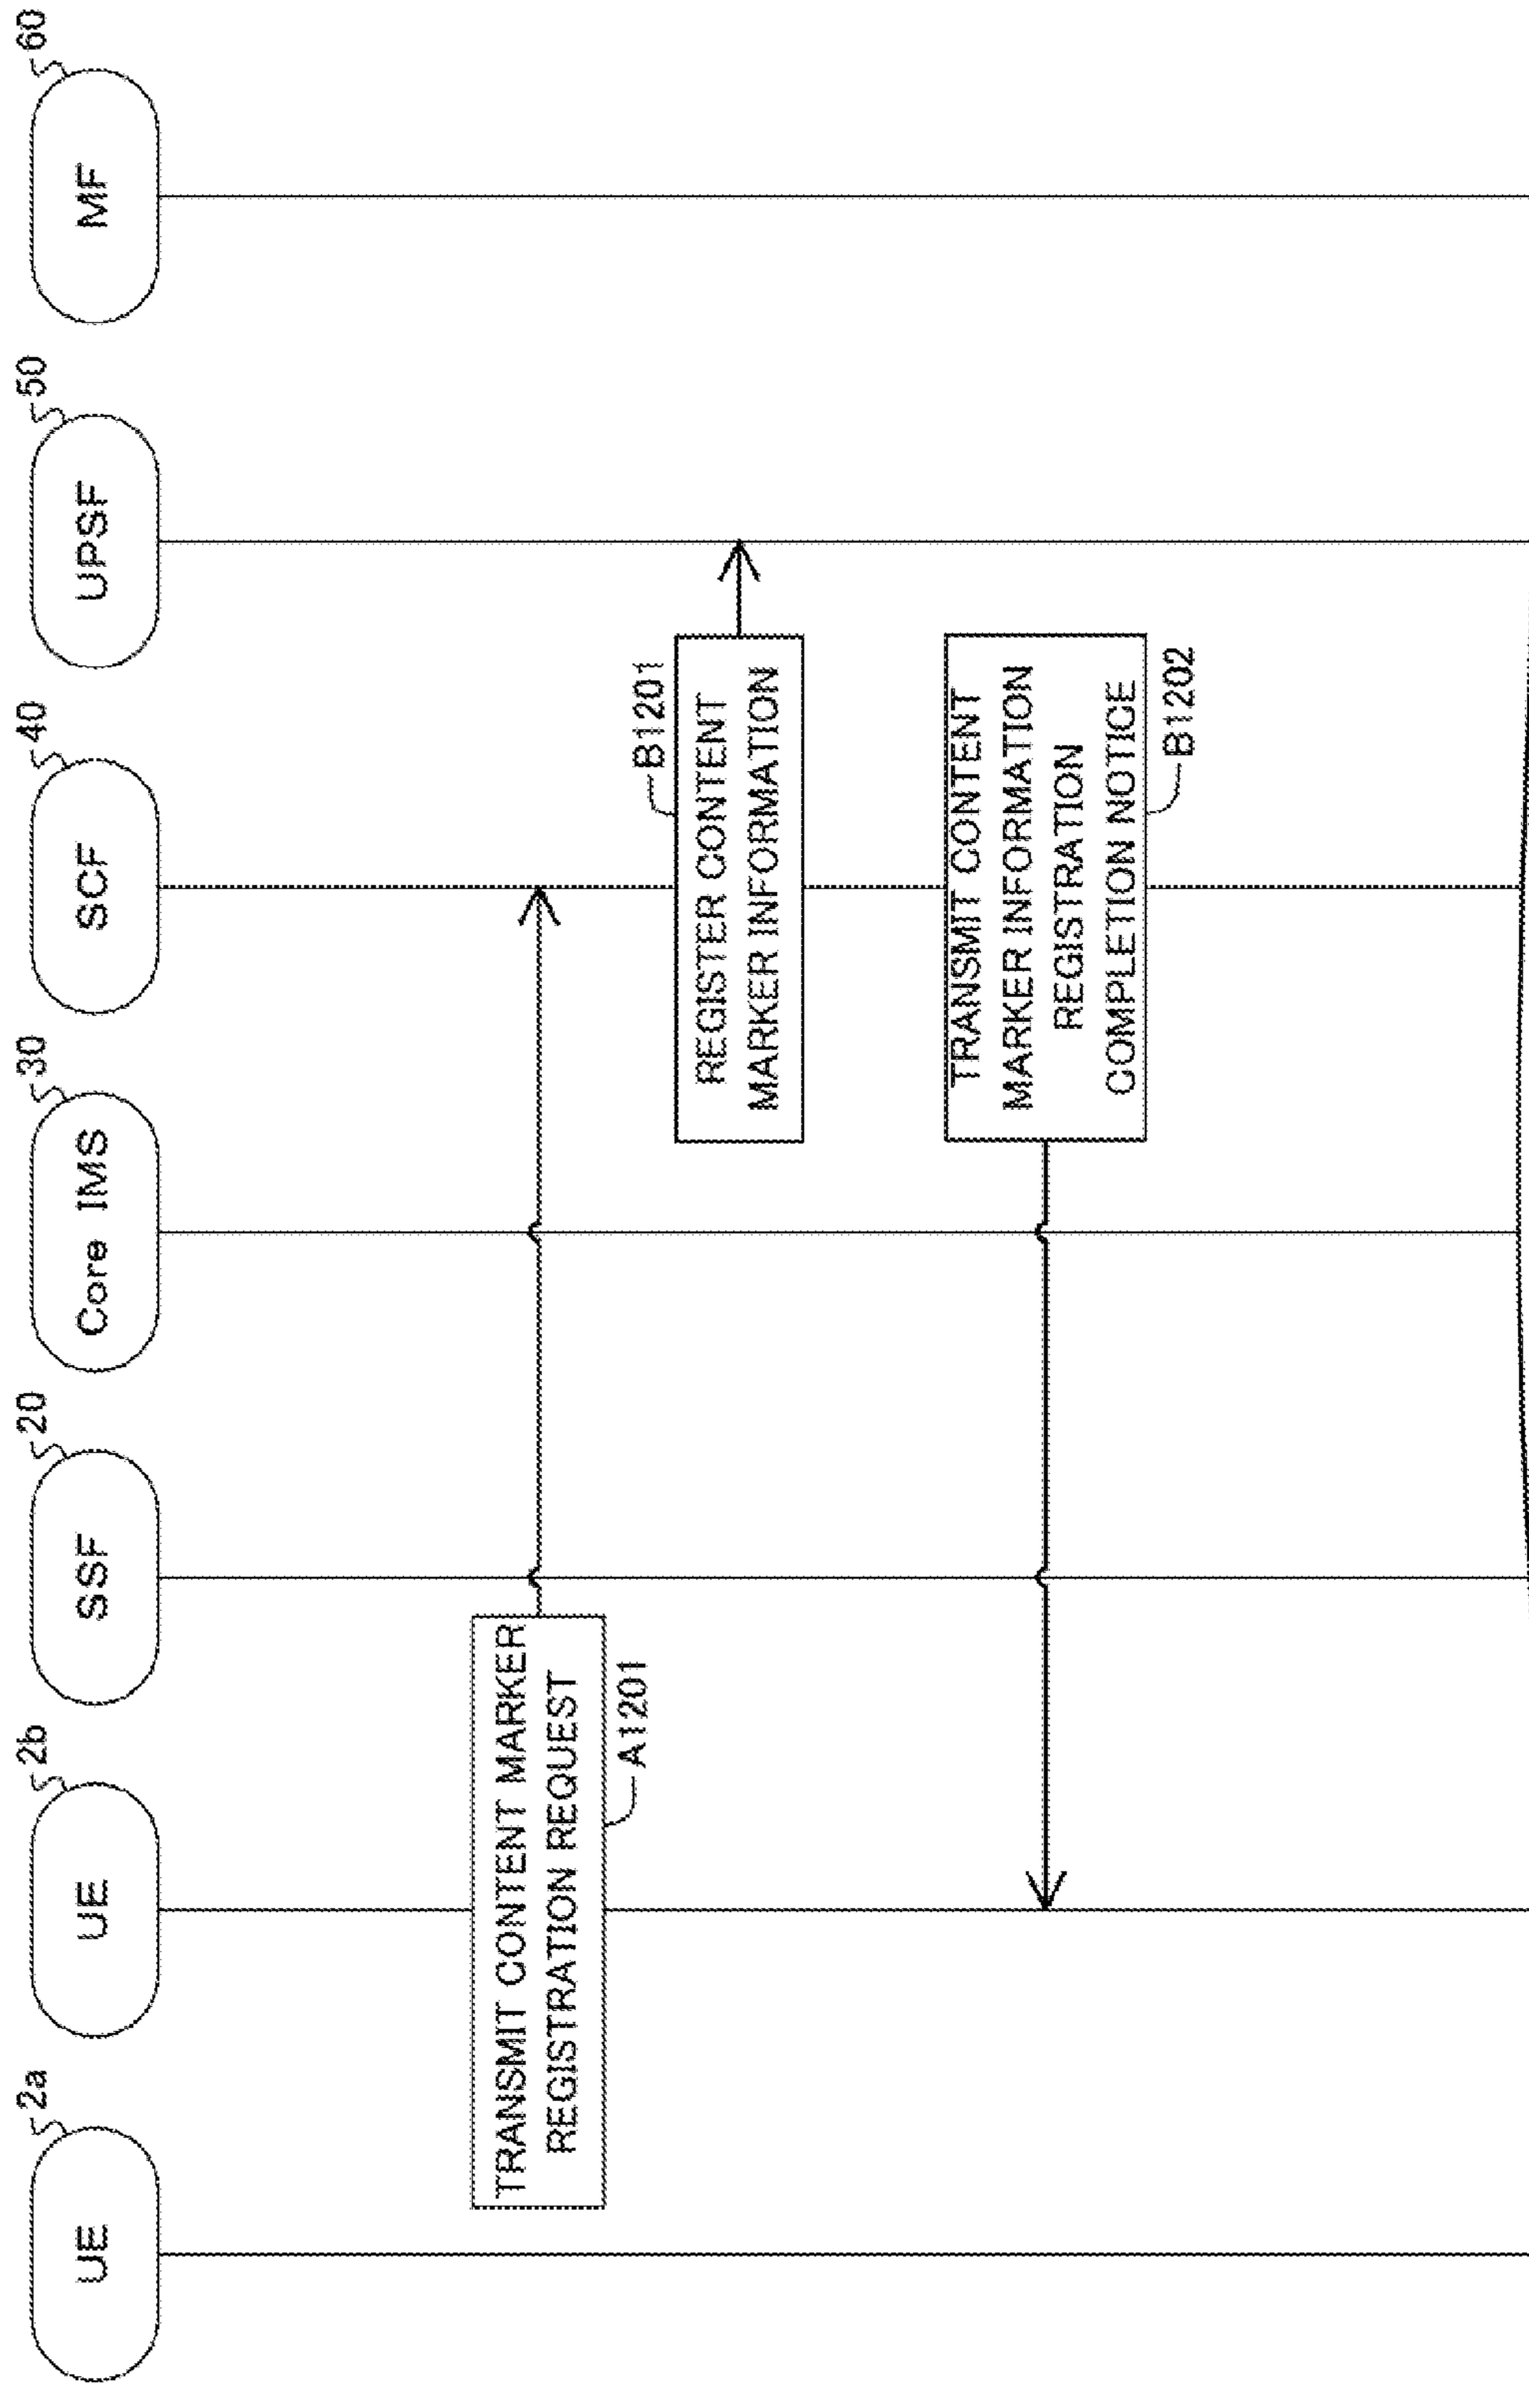 UE
2a
UE
2b
SSF
20
Core IMS
30
SCF
40
UPSF
50
MF
60
TRANSMIT CONTENT MARKER
REGISTRATION REQUEST
A1201
REGISTER CONTENT
MARKER INFORMATION
B1201
TRANSMIT CONTENT
MARKER INFORMATION
REGISTRATION
COMPLETION NOTICE
B1202